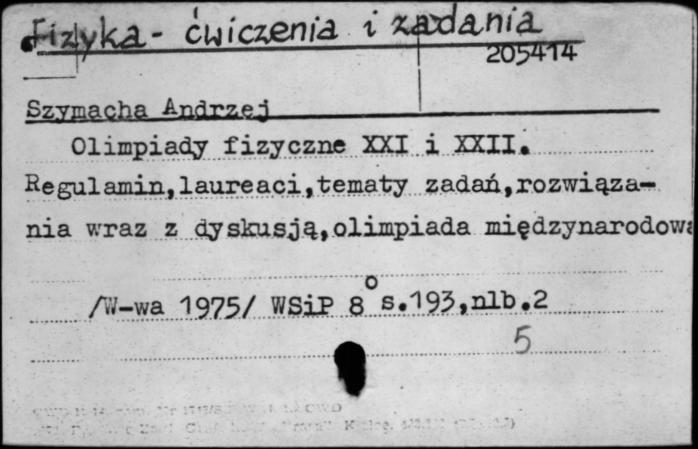 Fizyka - ćwiczenia i zadania
205414
Szymacha Andrzej
Olimpiady fizyczne XXI i XXII.
Regulamin,laureaci,tematy zadań,rozwiąza-
nia wraz z dyskusją,olimpiada międzynarodowa
/W-wa 1975/ WSiP 8° s.193,nlb.2
5